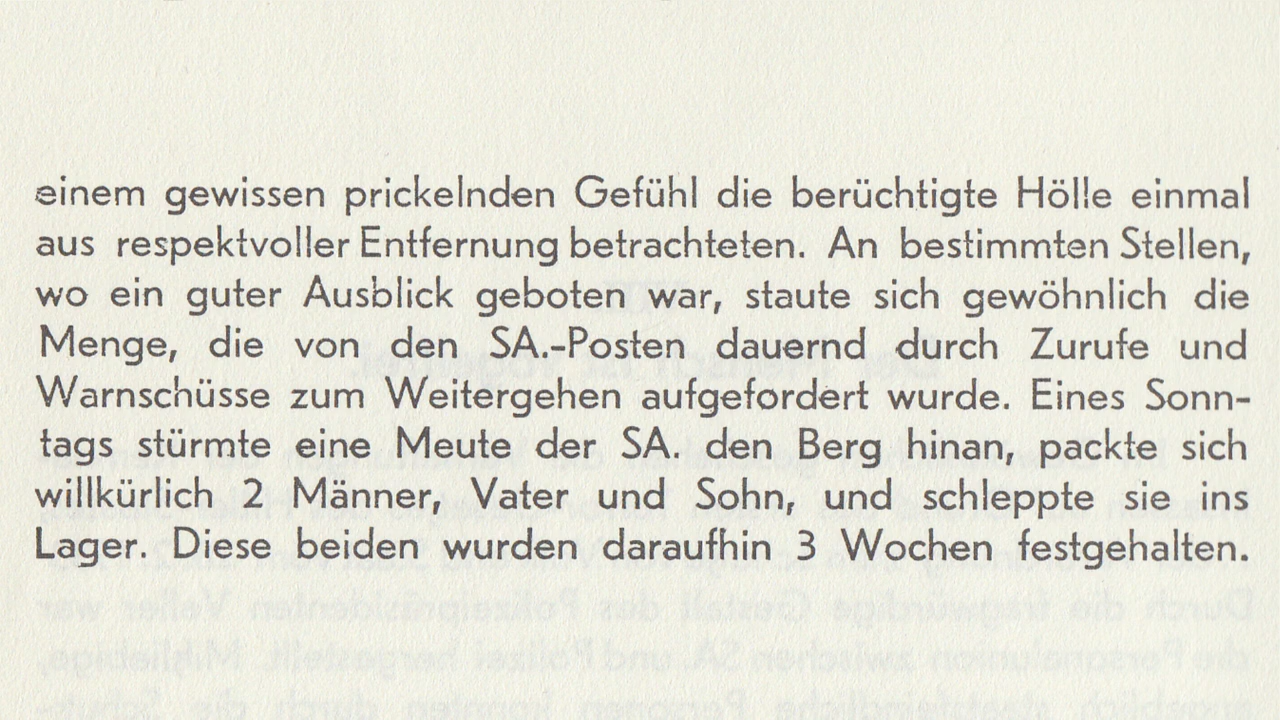 einem gewissen prickelnden Gefühl die berüchtigte Hölle einmal
aus respektvoller Entfernung betrachteten. An bestimmten Stellen,
wo ein guter Ausblick geboten war, staute sich gewöhnlich die
Menge, die von den SA.-Posten dauernd durch Zurufe und
Warnschüsse zum Weitergehen aufgefordert wurde. Eines Sonn-
tags stürmte eine Meute der SA. den Berg hinan, packte sich
willkürlich 2 Männer, Vater und Sohn, und schleppte sie ins
Lager. Diese beiden wurden daraufhin 3 Wochen festgehalten.